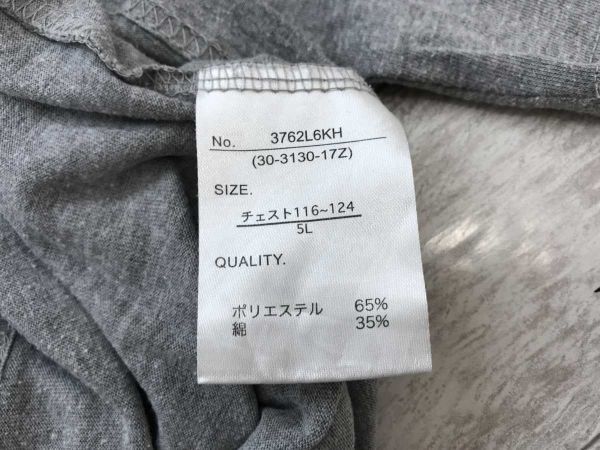 No. 3762L6KH
(30-3130-17Z)
SIZE.
チェスト116~124
5L
QUALITY.
ポリエステル 65%
綿 35%